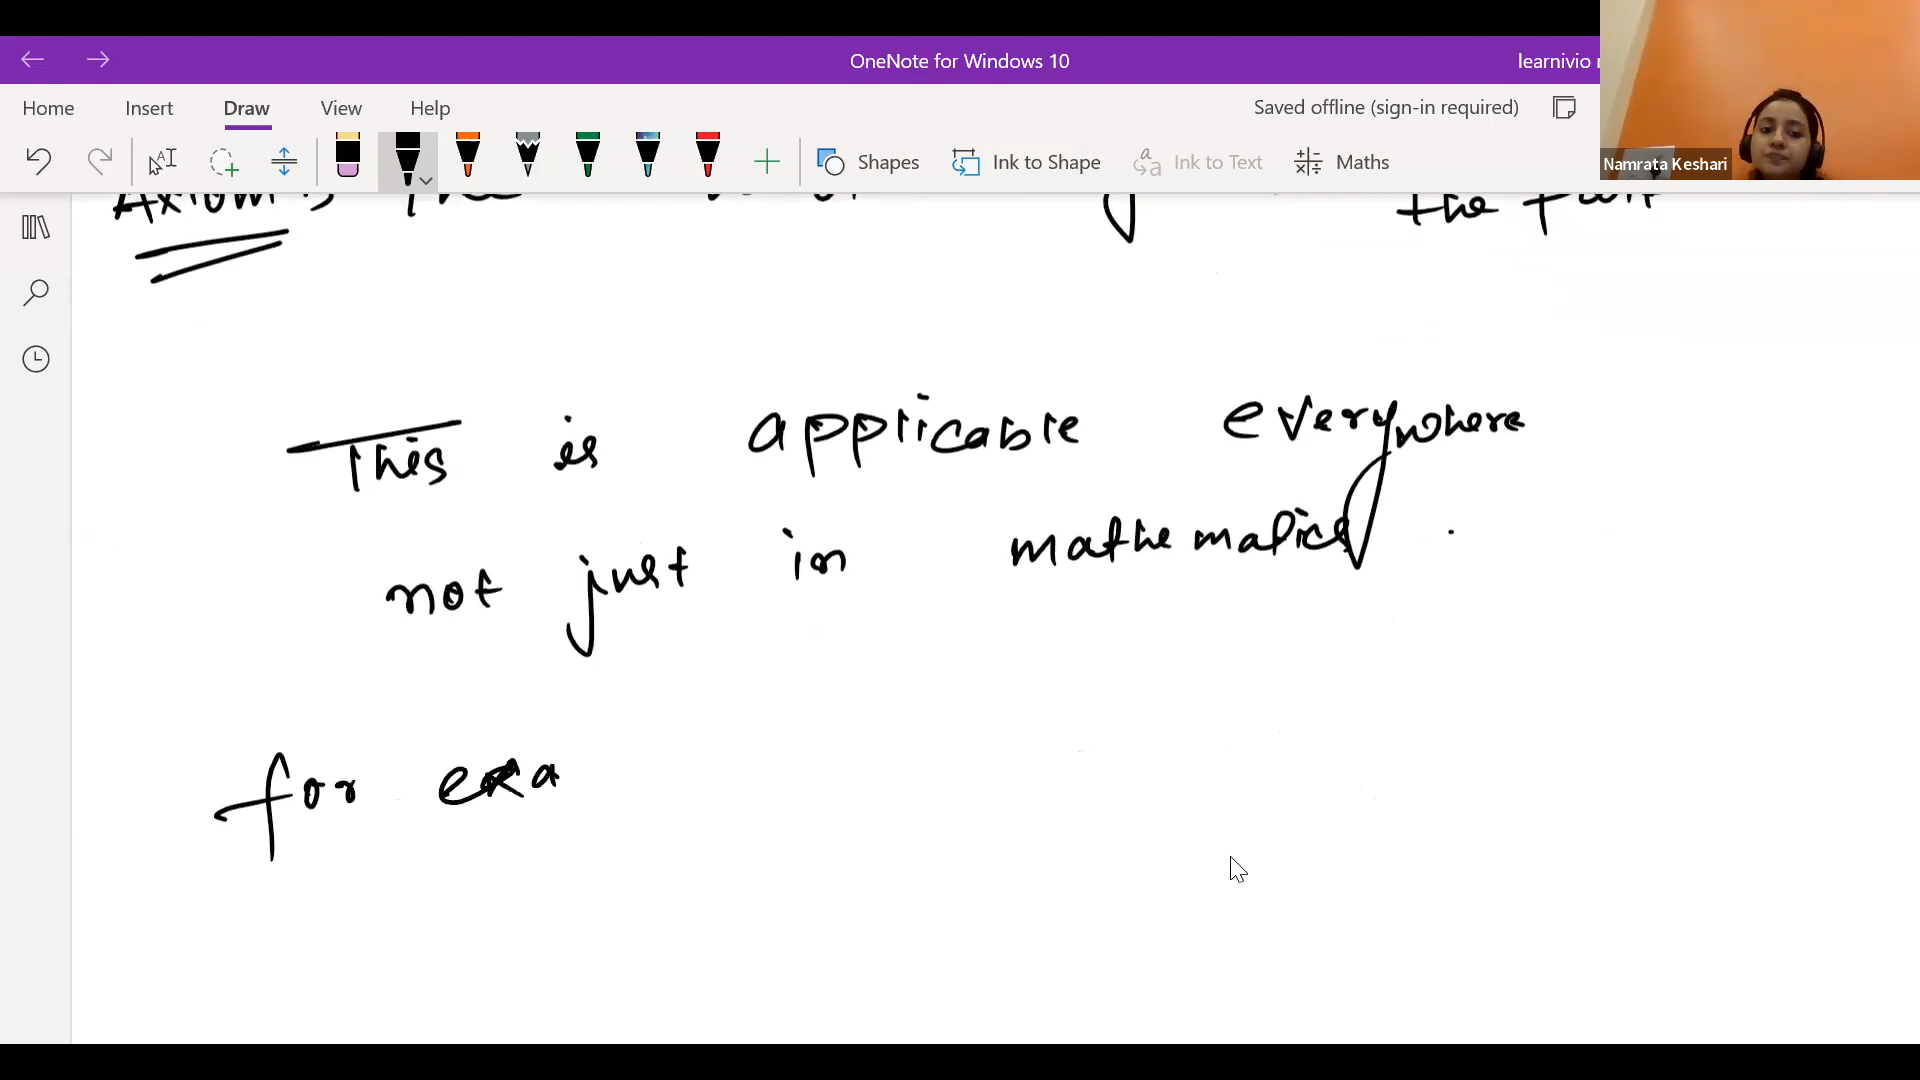 OneNote for Windows 10
learnivio
Home Insert Draw View Help
Saved offline (sign-in required)
Shapes Ink to Shape Ink to Text Maths
Namrata Keshari
Axiom the
This is applicable everywhere
not just in mathematics .
for exa